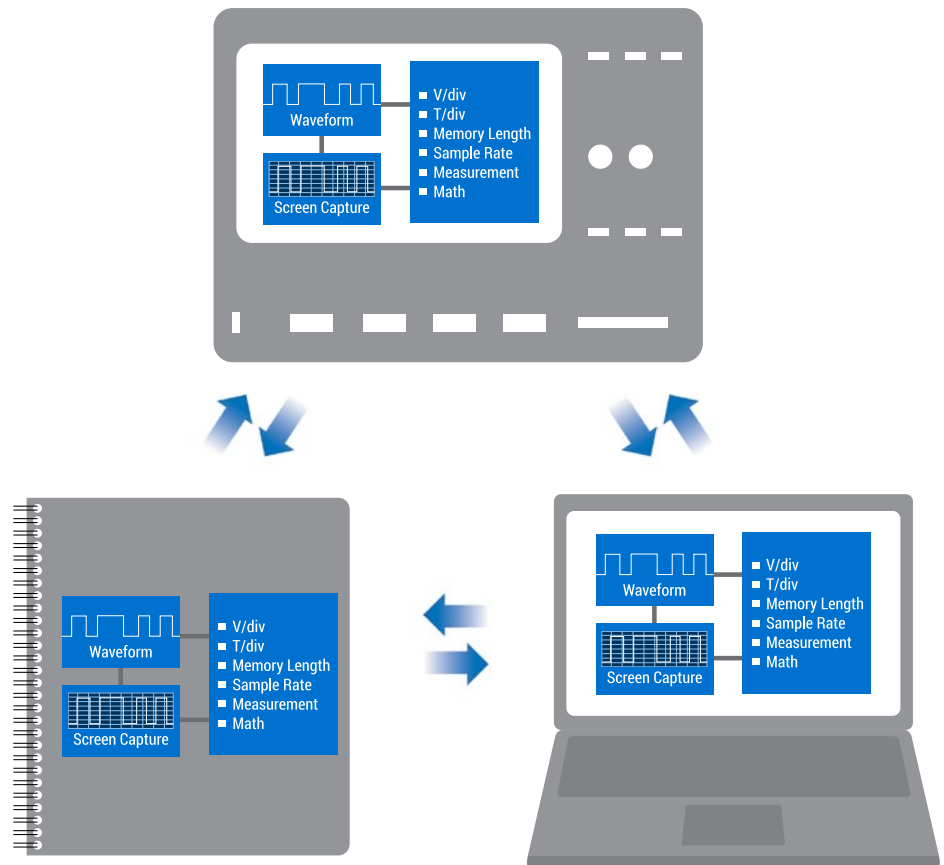 Waveform
Screen Capture
V/div
T/div
Memory Length
Sample Rate
Measurement
Math
Waveform
Screen Capture
V/div
T/div
Memory Length
Sample Rate
Measurement
Math
Waveform
Screen Capture
V/div
T/div
Memory Length
Sample Rate
Measurement
Math